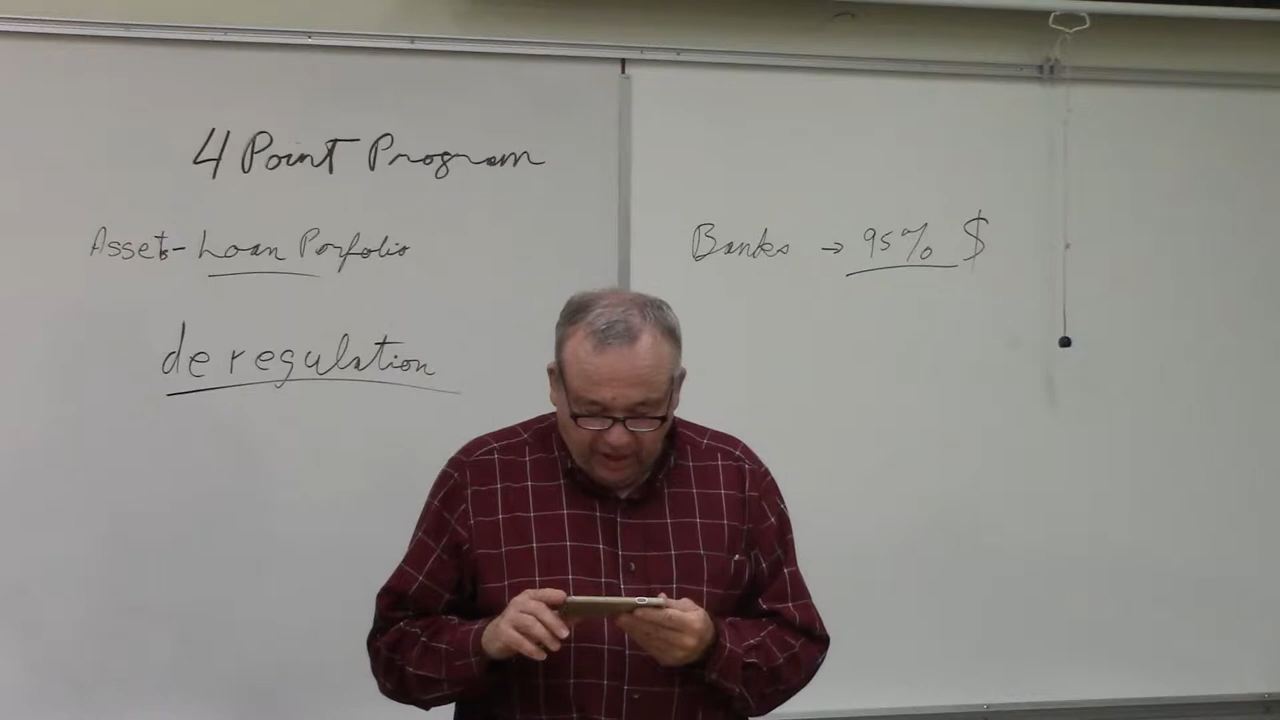 4 Point Program
Assets - Loan Porfolio
deregulation
Banks → 95% $